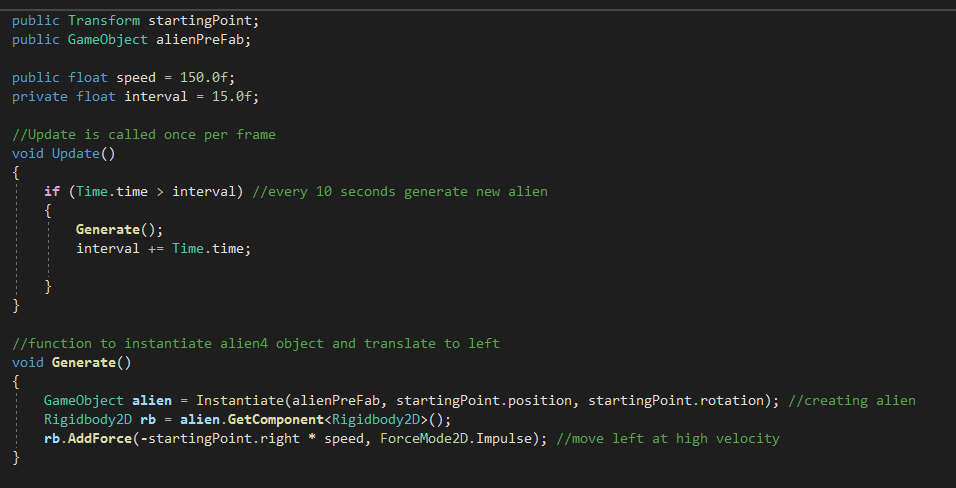 public Transform startingPoint;
public GameObject alienPreFab;
public float speed = 150.0f;
private float interval = 15.0f;
//Update is called once per frame
void Update()
{
if (Time.time > interval) //every 10 seconds generate new alien
{
Generate();
interval += Time.time;
}
}
//function to instantiate alien4 object and translate to left
void Generate()
{
GameObject alien = Instantiate(alienPreFab, startingPoint.position, startingPoint.rotation); //creating alien
Rigidbody2D rb = alien.GetComponent<Rigidbody2D>();
rb.AddForce(-startingPoint.right * speed, ForceMode2D.Impulse); //move left at high velocity
}